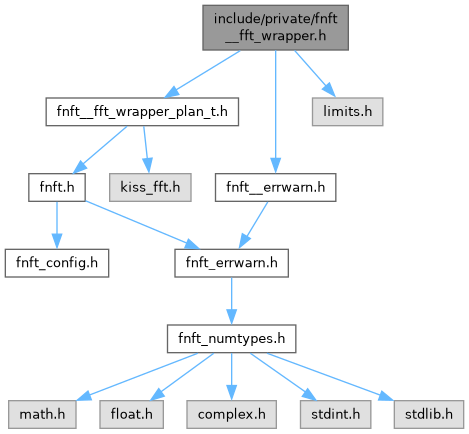 include/private/fnft
__fft_wrapper.h
fnft__fft_wrapper_plan_t.h
limits.h
fnft.h
kiss_fft.h
fnft__errwarn.h
fnft_config.h
fnft_errwarn.h
fnft_numtypes.h
math.h
float.h
complex.h
stdint.h
stdlib.h